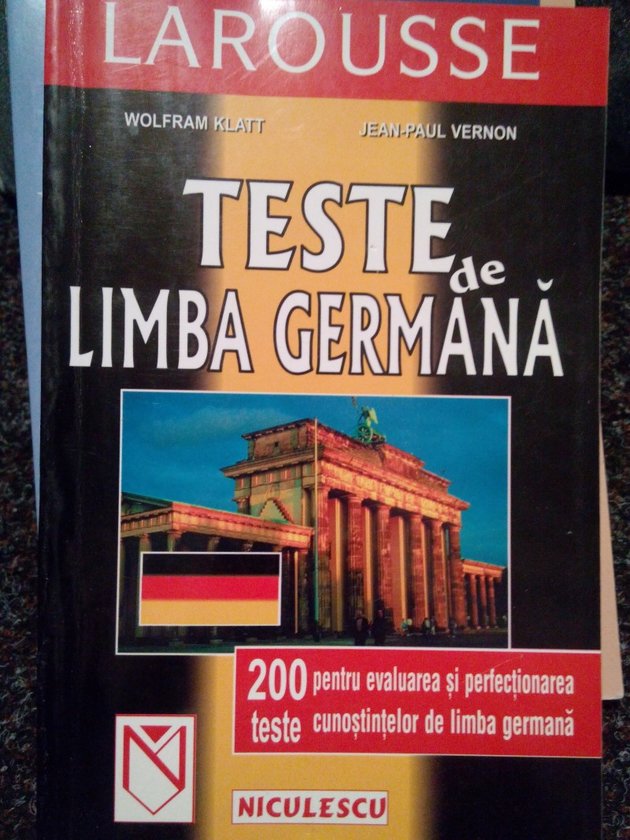 LAROUSSE
WOLFRAM KLATT
JEAN-PAUL VERNON
TESTE
de
LIMBA GERMANĂ
200 teste
pentru evaluarea și perfecționarea
cunoștințelor de limba germană
NICULESCU